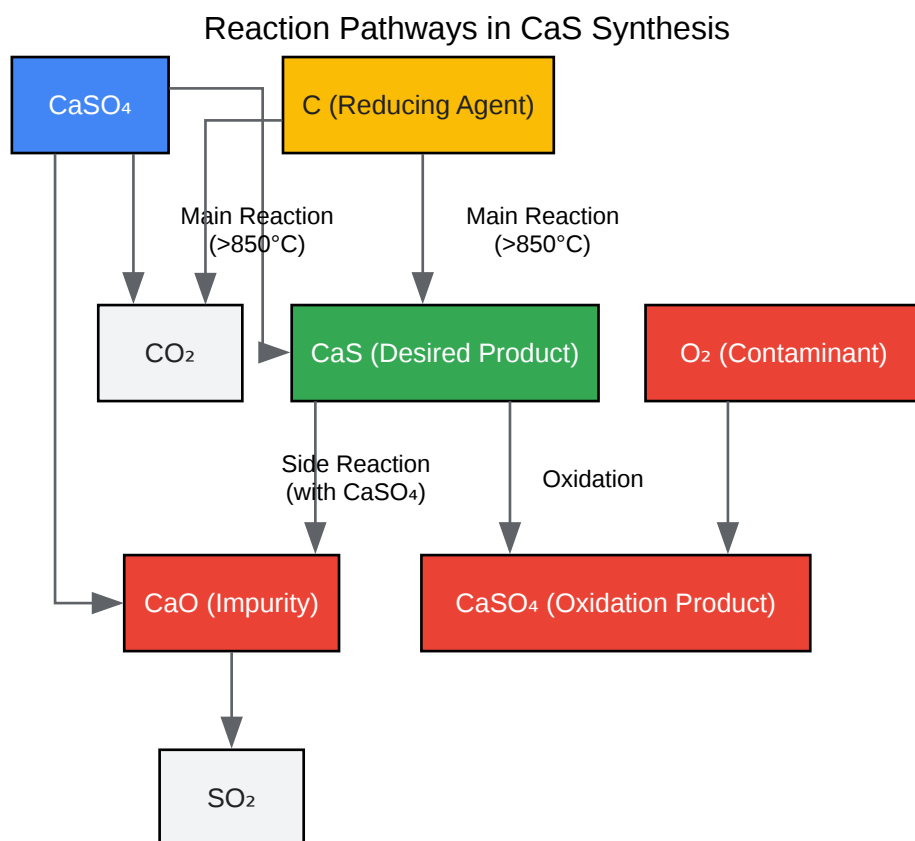 Reaction Pathways in CaS Synthesis
CaSO₄
C (Reducing Agent)
Main Reaction
(>850°C)
Main Reaction
(>850°C)
CO₂
CaS (Desired Product)
O₂ (Contaminant)
Side Reaction
(with CaSO₄)
Oxidation
CaO (Impurity)
CaSO₄ (Oxidation Product)
SO₂